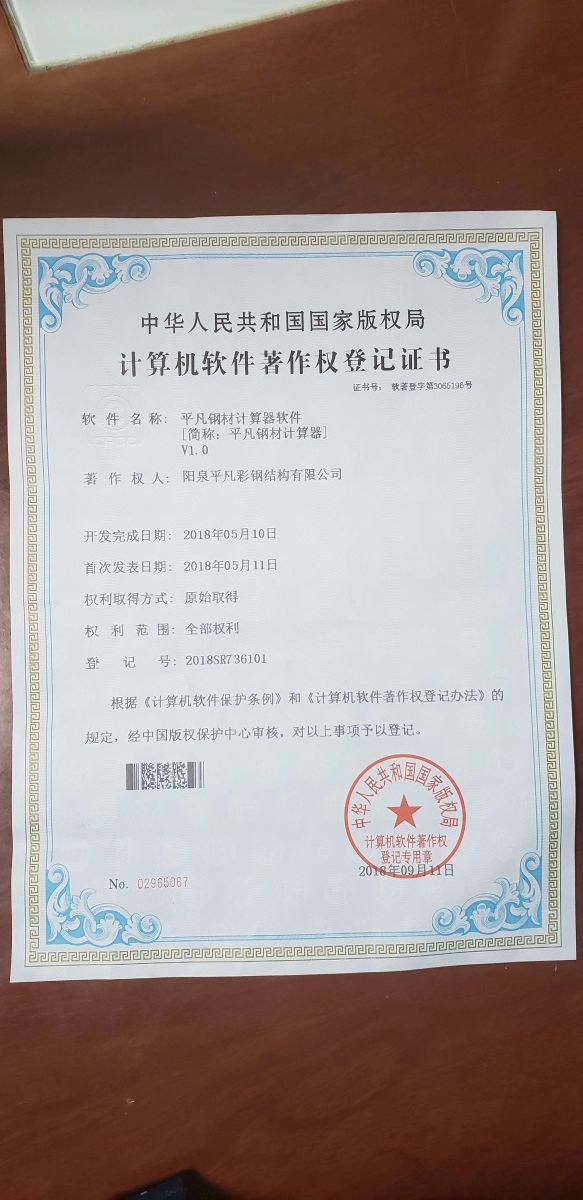 中华人民共和国国家版权局
计算机软件著作权登记证书
证书号： 软著登字第3065196号
软件名称： 平凡钢材计算器软件
[简称：平凡钢材计算器]
V1.0
著作权人： 阳泉平凡彩钢结构有限公司
开发完成日期： 2018年05月10日
首次发表日期： 2018年05月11日
权利取得方式： 原始取得
权利范围： 全部权利
登记号： 2018SR736101
根据《计算机软件保护条例》和《计算机软件著作权登记办法》的
规定，经中国版权保护中心审核，对以上事项予以登记。
中华人民共和国国家版权局
计算机软件著作权
登记专用章
2018年09月11日
No. 02965067